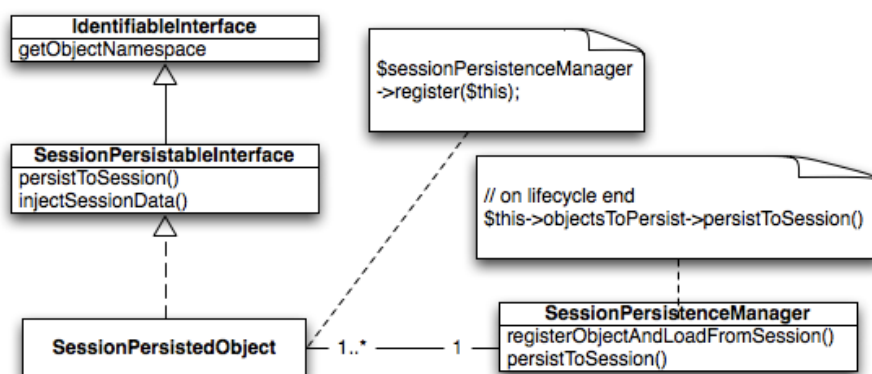 IdentifiableInterface
getObjectNamespace
$sessionPersistenceManager
->register($this);
SessionPersistableInterface
persistToSession()
injectSessionData()
// on lifecycle end
$this->objectsToPersist->persistToSession()
SessionPersistedObject
1..*
1
SessionPersistenceManager
registerObjectAndLoadFromSession()
persistToSession()